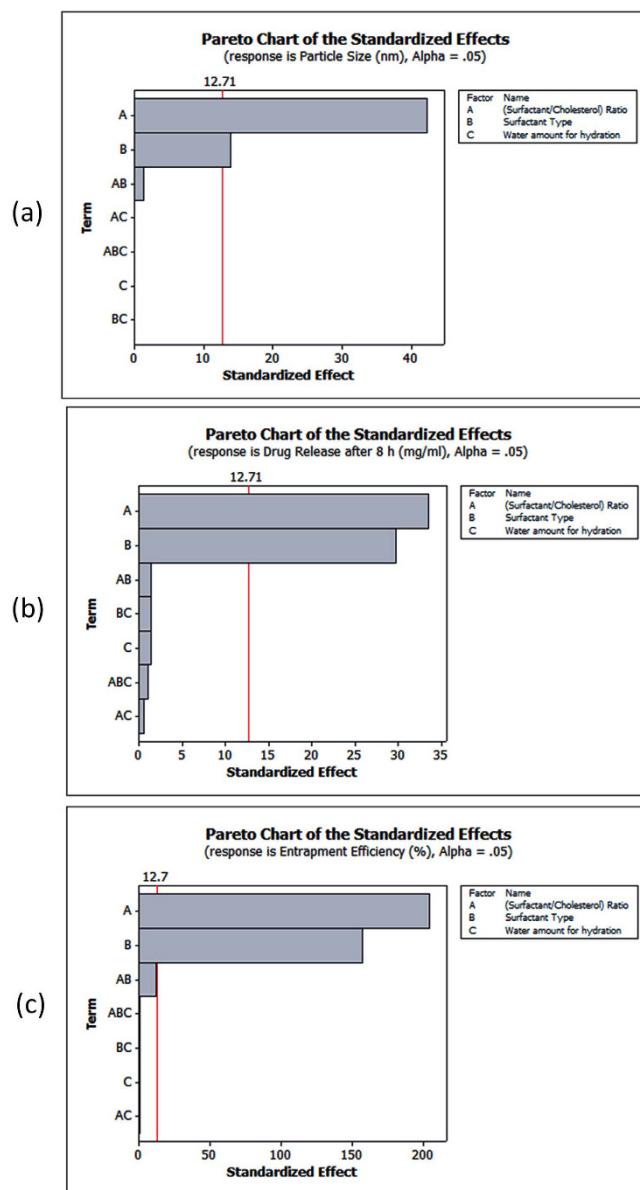 (a)
Pareto Chart of the Standardized Effects
(response is Particle Size (nm), Alpha = .05)
12.71
Factor Name
A (Surfactant/Cholesterol) Ratio
B Surfactant Type
C Water amount for hydration
Term
A
B
AB
AC
ABC
C
BC
0 10 20 30 40
Standardized Effect
(b)
Pareto Chart of the Standardized Effects
(response is Drug Release after 8 h (mg/ml), Alpha = .05)
12.71
Factor Name
A (Surfactant/Cholesterol) Ratio
B Surfactant Type
C Water amount for hydration
Term
A
B
AB
BC
C
ABC
AC
0 5 10 15 20 25 30 35
Standardized Effect
(c)
Pareto Chart of the Standardized Effects
(response is Entrapment Efficiency (%), Alpha = .05)
12.7
Factor Name
A (Surfactant/Cholesterol) Ratio
B Surfactant Type
C Water amount for hydration
Term
A
B
AB
ABC
BC
C
AC
0 50 100 150 200
Standardized Effect